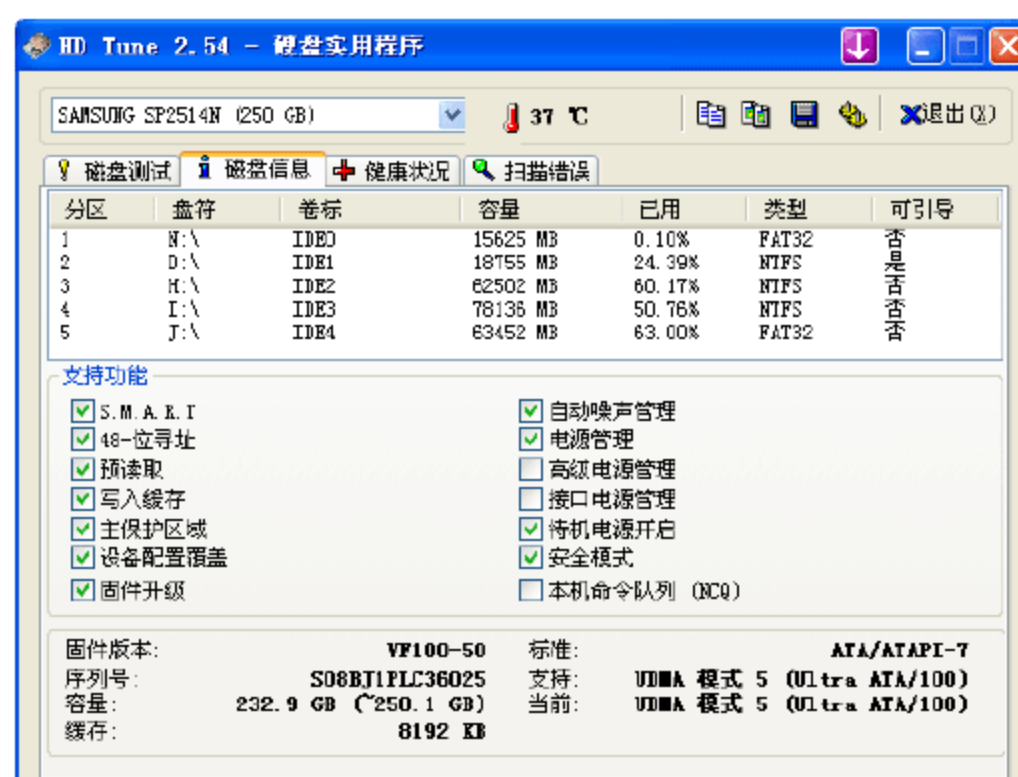 HD Tune 2.54 - 硬盘实用程序
SAMSUNG SP2514N (250 GB) 37 ℃ 退出(X)
磁盘测试 磁盘信息 健康状况 扫描错误
分区 盘符 卷标 容量 已用 类型 可引导
1 N:\ IDE0 15625 MB 0.10% FAT32 否
2 D:\ IDE1 18755 MB 24.39% NTFS 是
3 H:\ IDE2 62502 MB 60.17% NTFS 否
4 I:\ IDE3 78136 MB 50.76% NTFS 否
5 J:\ IDE4 63452 MB 63.00% FAT32 否
支持功能
S.M.A.R.T 自动噪声管理
48-位寻址 电源管理
预读取 高级电源管理
写入缓存 接口电源管理
主保护区域 待机电源开启
设备配置覆盖 安全模式
固件升级 本机命令队列 (NCQ)
固件版本: VF100-50 标准: ATA/ATAPI-7
序列号: S08BJ1PLC36025 支持: UDMA 模式 5 (Ultra ATA/100)
容量: 232.9 GB (~250.1 GB) 当前: UDMA 模式 5 (Ultra ATA/100)
缓存: 8192 KB